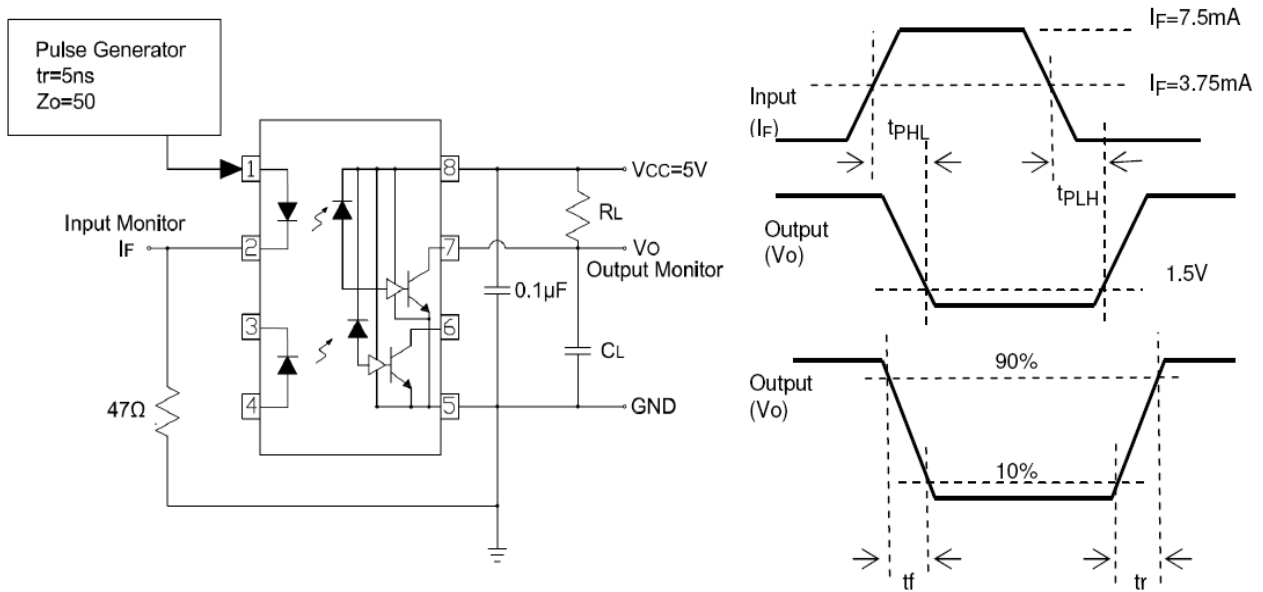 Pulse Generator
tr=5ns
Zo=50
1
2
3
4
8
7
6
5
Input Monitor
IF
47Ω
VCC=5V
RL
VO
Output Monitor
0.1µF
CL
GND
IF=7.5mA
IF=3.75mA
Input
(IF)
tPHL
tPLH
Output
(Vo)
1.5V
Output
(Vo)
90%
10%
tf
tr